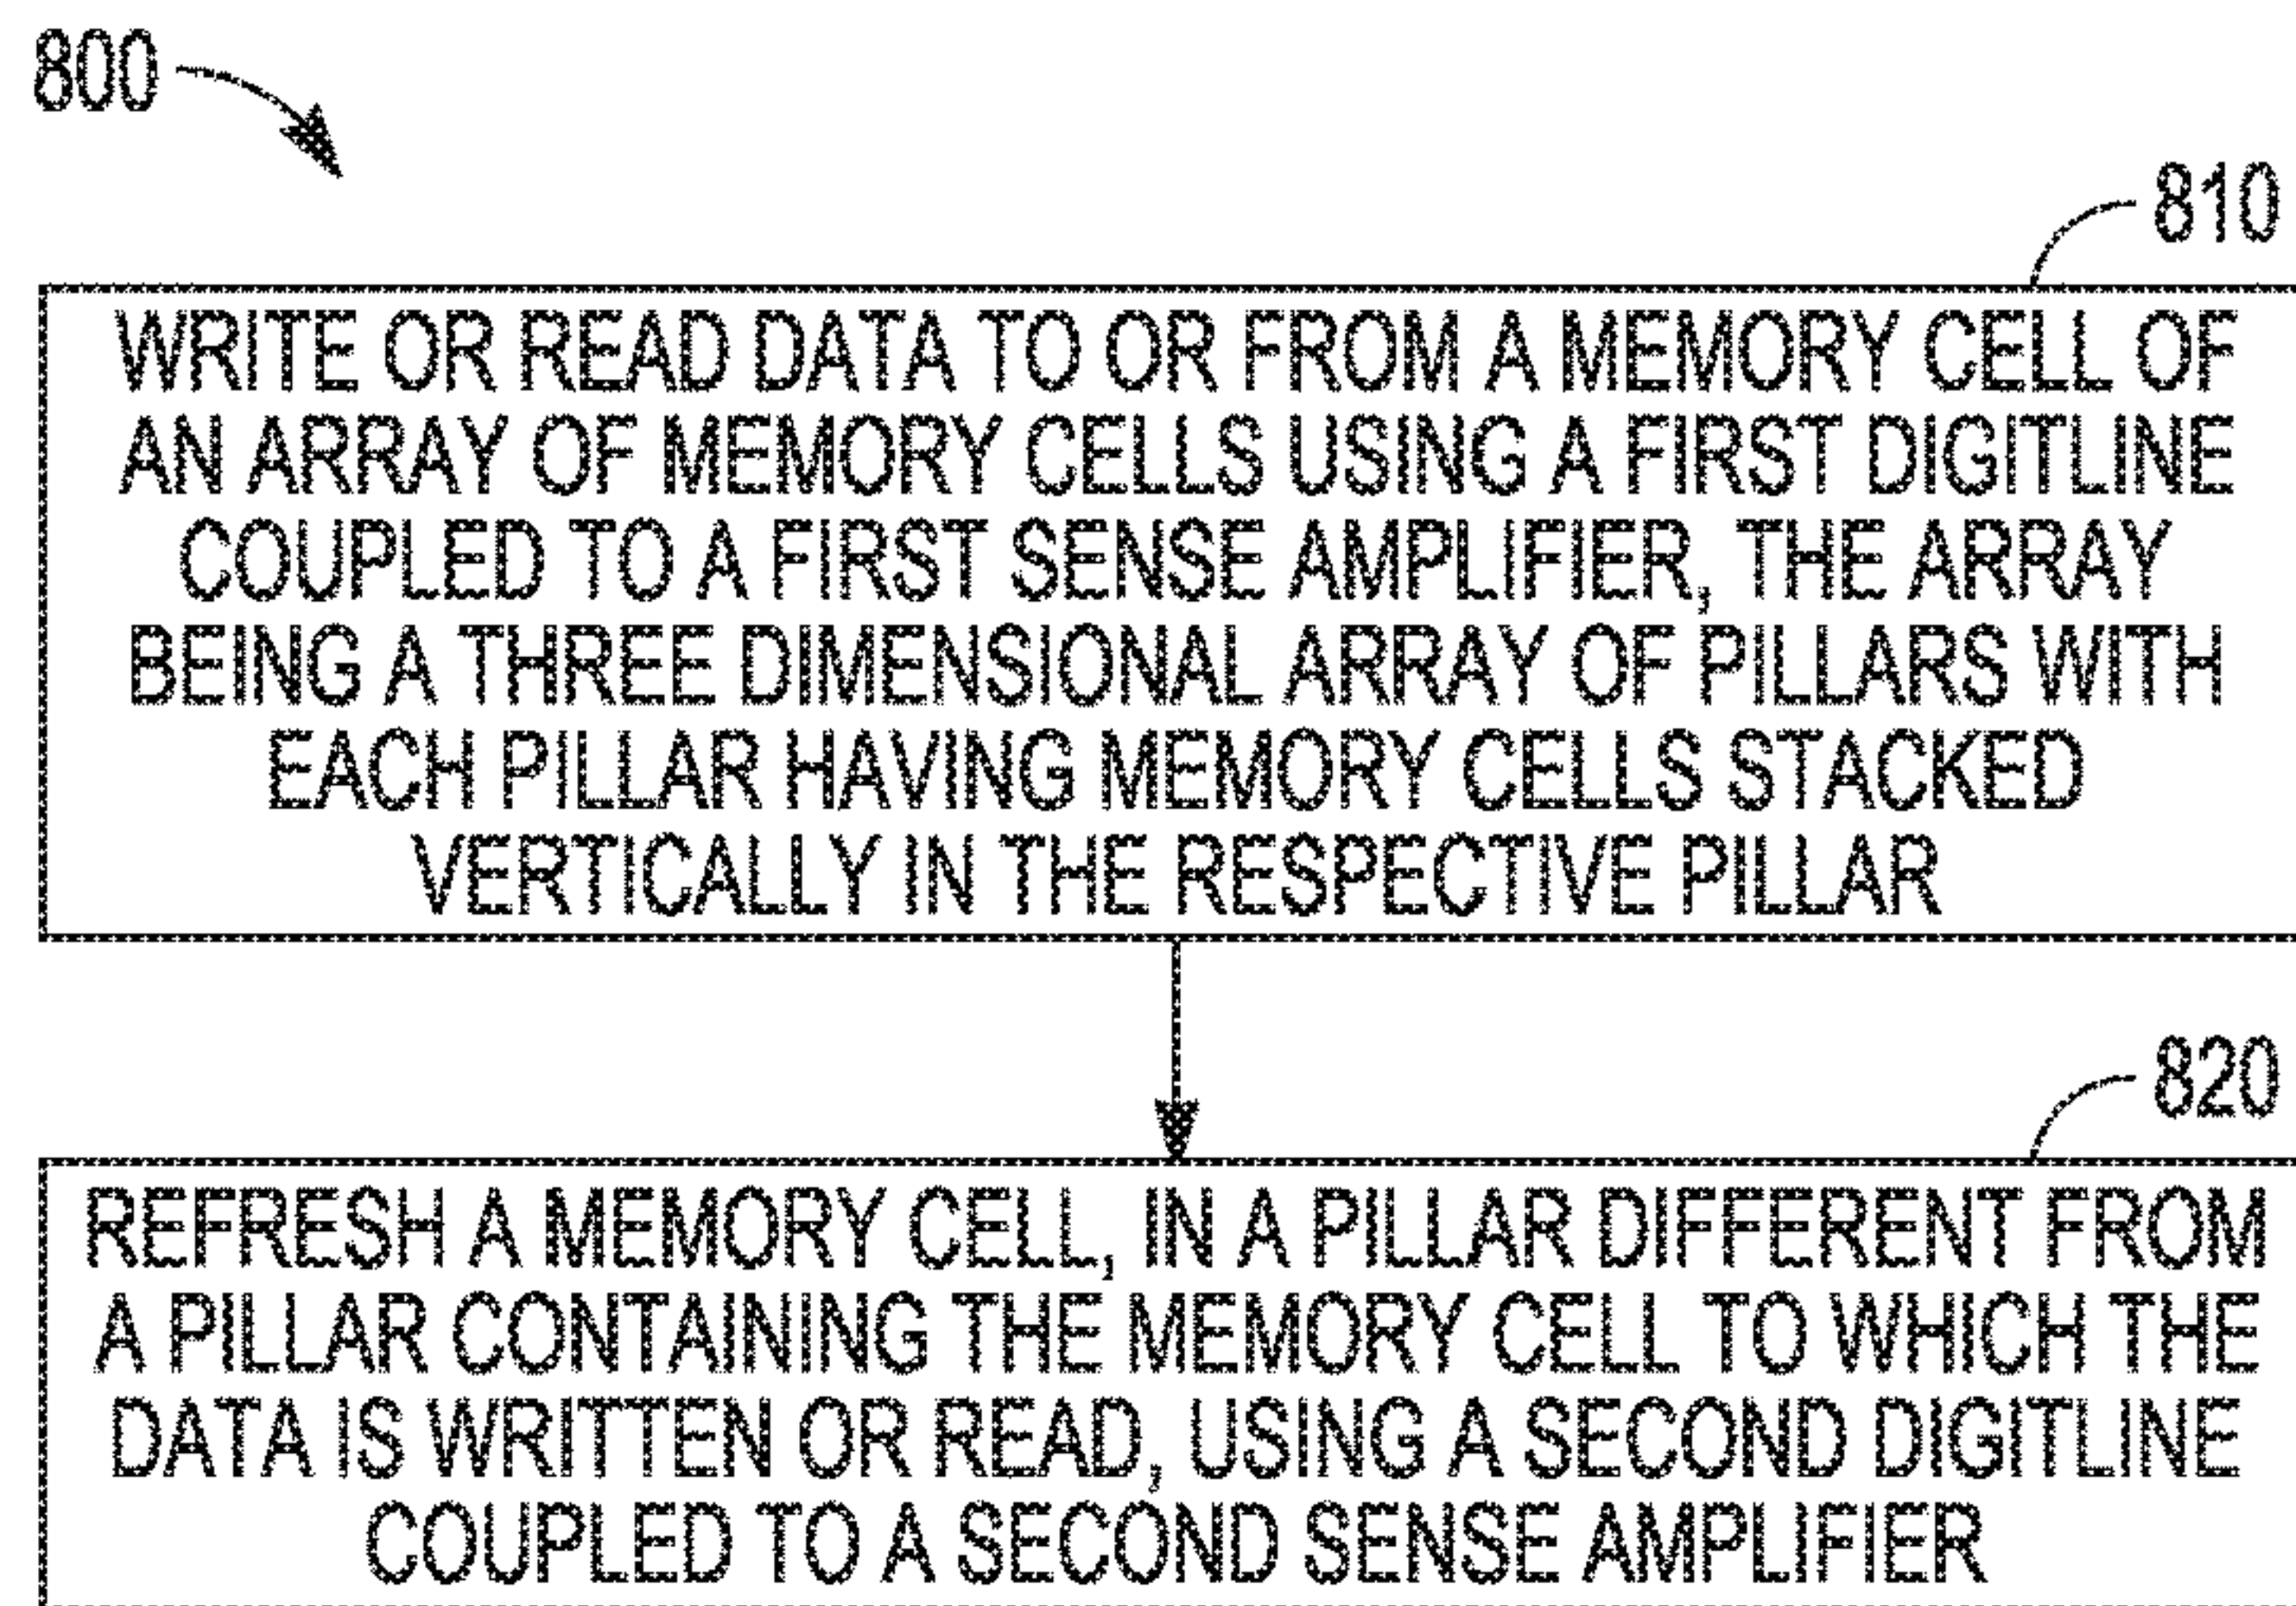 800
810
WRITE OR READ DATA TO OR FROM A MEMORY CELL OF
AN ARRAY OF MEMORY CELLS USING A FIRST DIGITLINE
COUPLED TO A FIRST SENSE AMPLIFIER, THE ARRAY
BEING A THREE DIMENSIONAL ARRAY OF PILLARS WITH
EACH PILLAR HAVING MEMORY CELLS STACKED
VERTICALLY IN THE RESPECTIVE PILLAR
820
REFRESH A MEMORY CELL, IN A PILLAR DIFFERENT FROM
A PILLAR CONTAINING THE MEMORY CELL TO WHICH THE
DATA IS WRITTEN OR READ, USING A SECOND DIGITLINE
COUPLED TO A SECOND SENSE AMPLIFIER